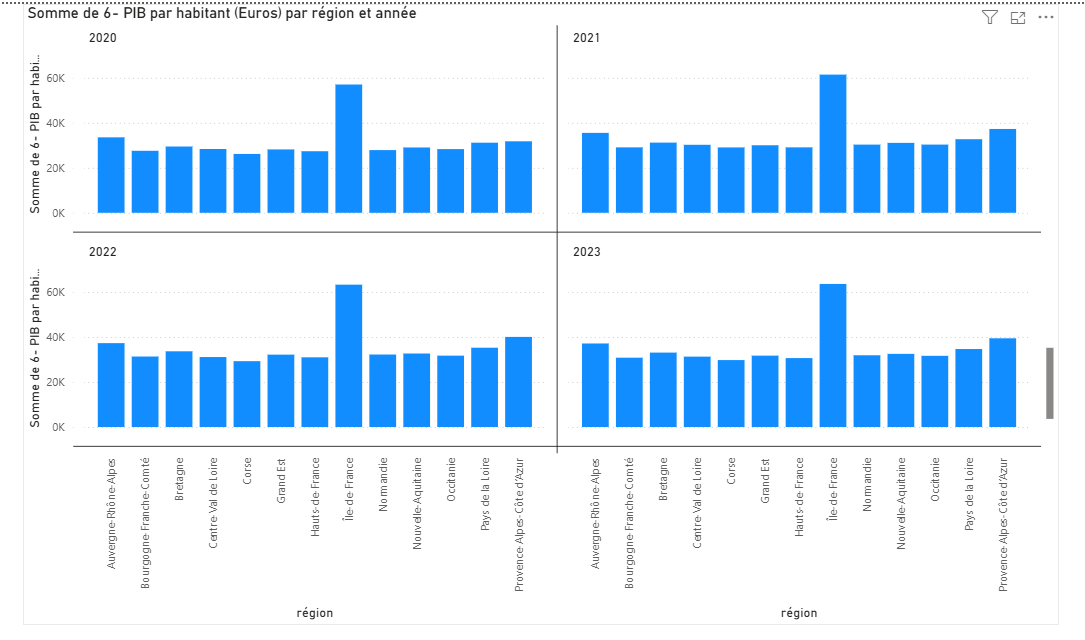 Somme de 6- PIB par habitant (Euros) par région et année
2020
2021
Somme de 6- PIB par habi...
60K
40K
20K
0K
2022
2023
Somme de 6- PIB par habi...
60K
40K
20K
0K
Auvergne-Rhône-Alpes
Bourgogne-Franche-Comté
Bretagne
Centre-Val de Loire
Corse
Grand Est
Hauts-de-France
Île-de-France
Normandie
Nouvelle-Aquitaine
Occitanie
Pays de la Loire
Provence-Alpes-Côte d'Azur
Auvergne-Rhône-Alpes
Bourgogne-Franche-Comté
Bretagne
Centre-Val de Loire
Corse
Grand Est
Hauts-de-France
Île-de-France
Normandie
Nouvelle-Aquitaine
Occitanie
Pays de la Loire
Provence-Alpes-Côte d'Azur
région
région